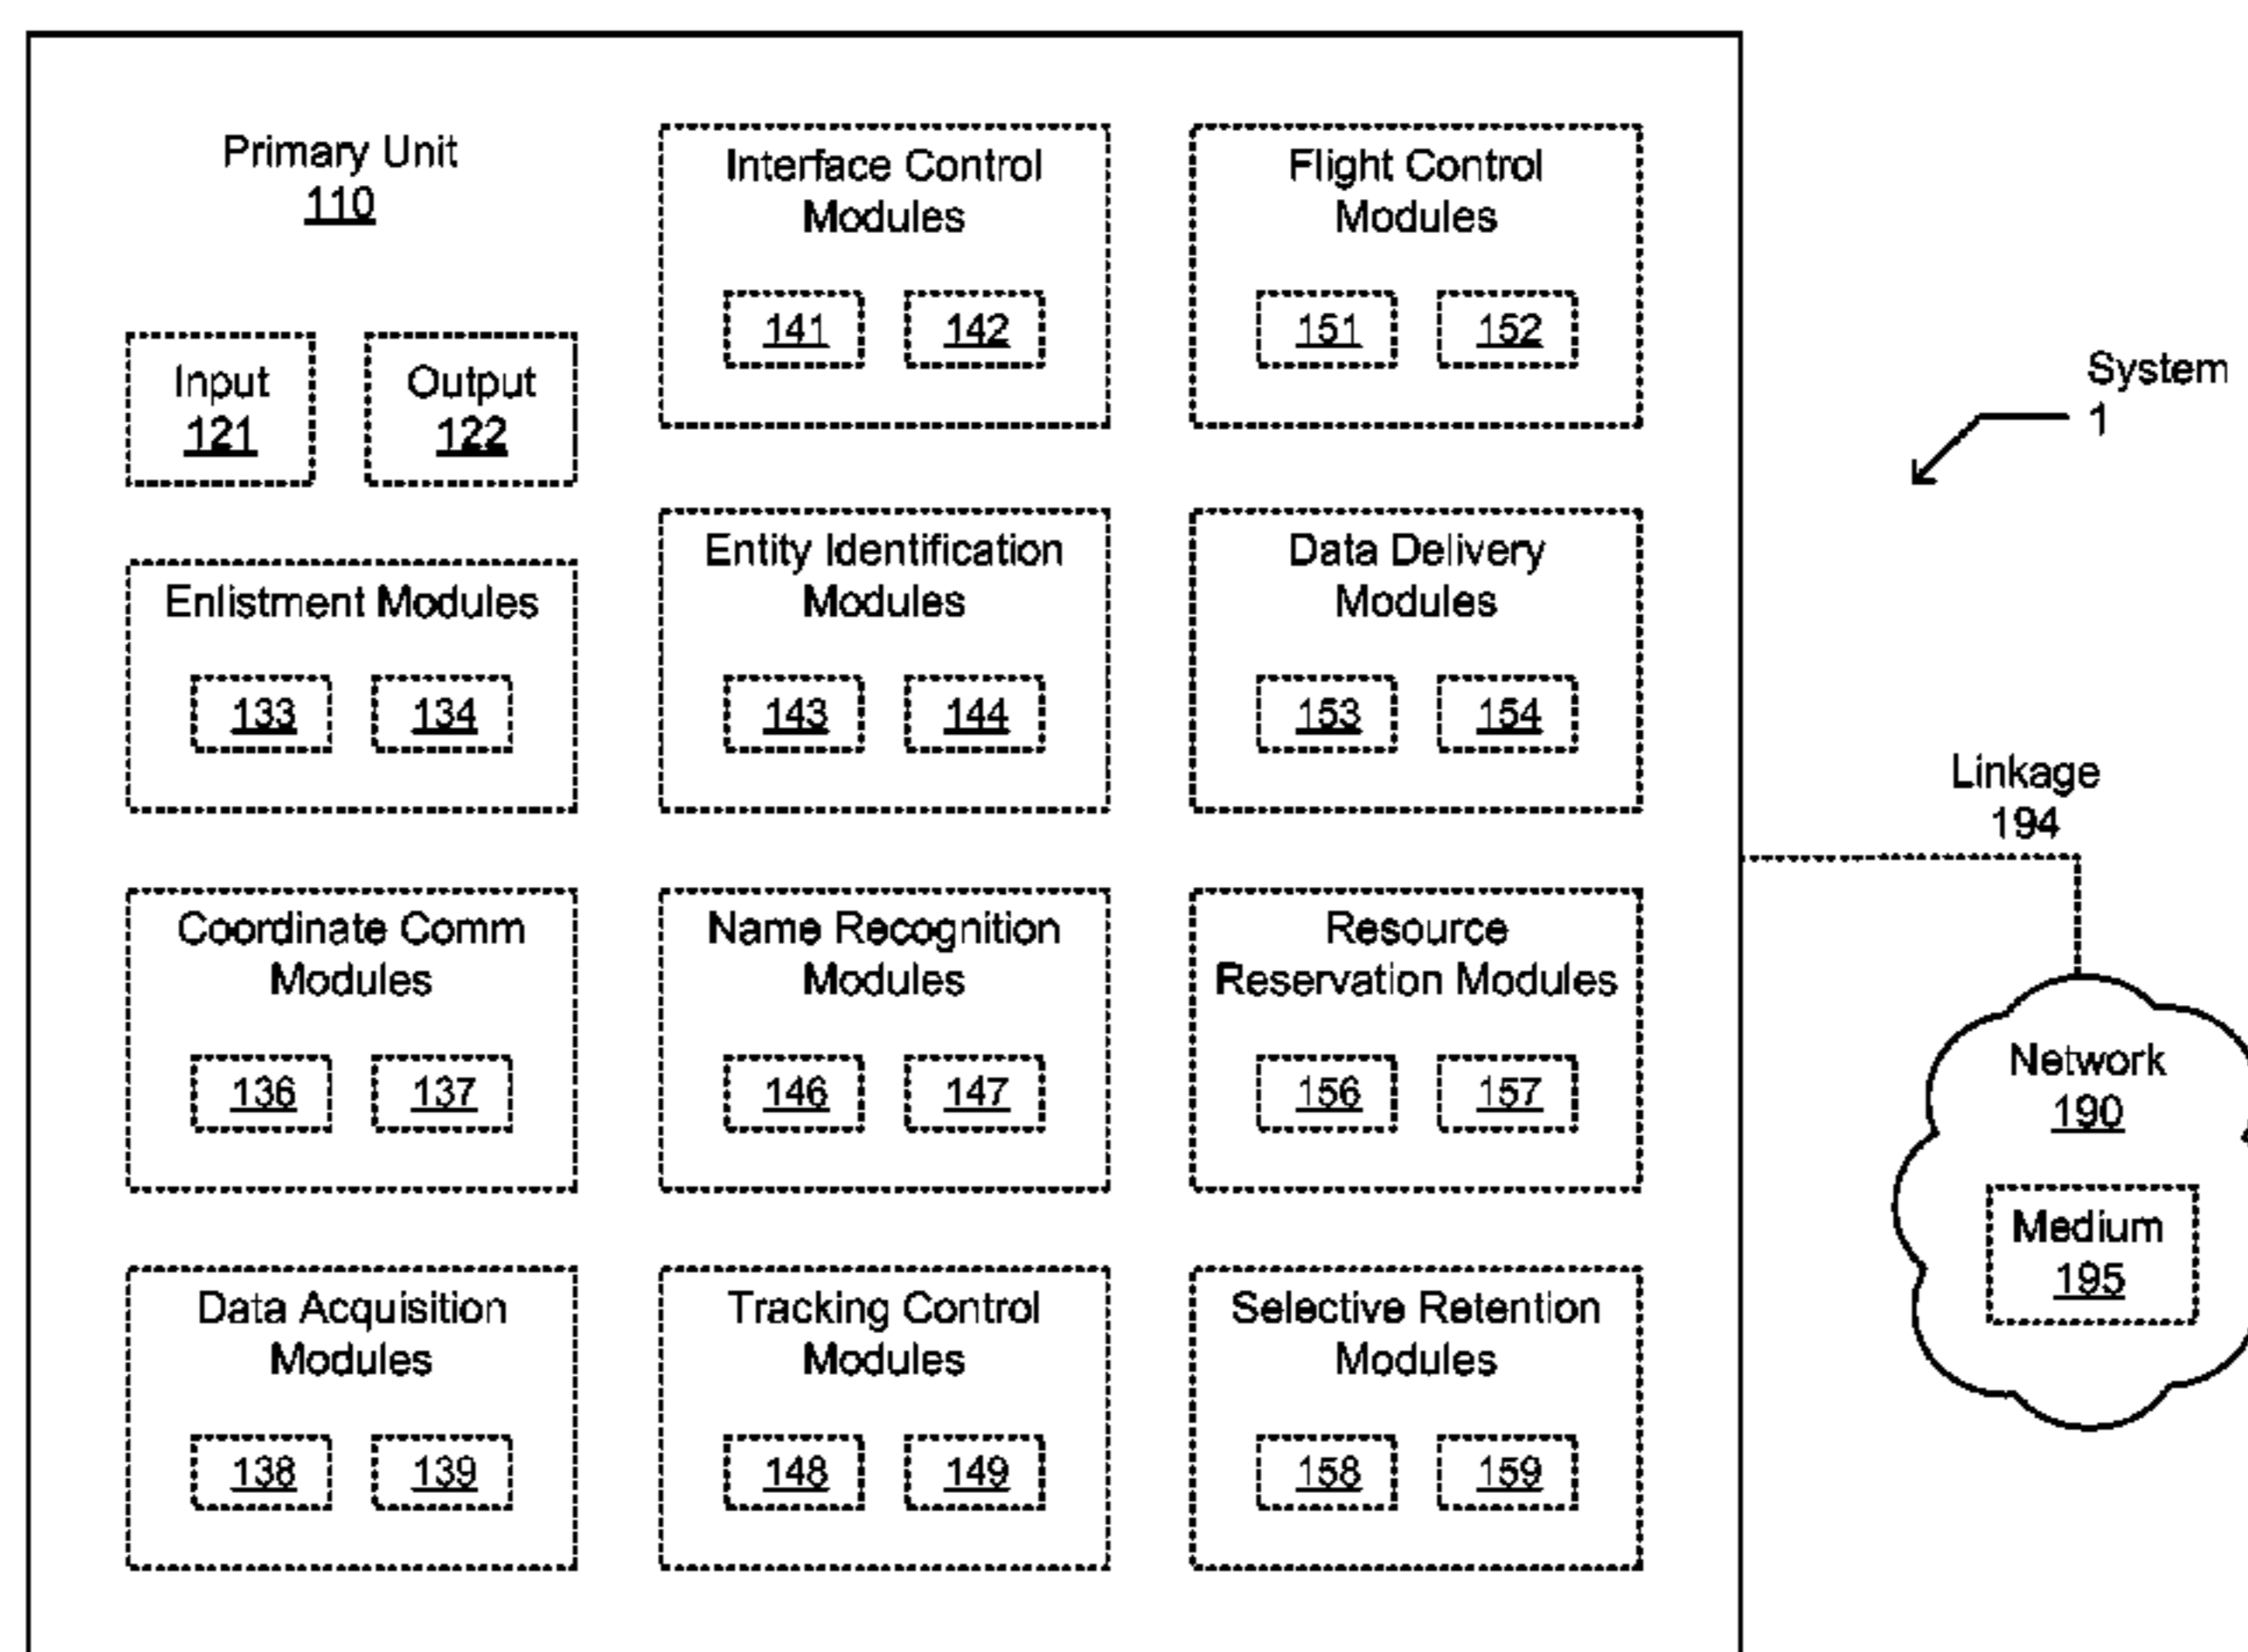 Primary Unit
110
Input
121
Output
122
Enlistment Modules
133
134
Coordinate Comm
Modules
136
137
Data Acquisition
Modules
138
139
Interface Control
Modules
141
142
Entity Identification
Modules
143
144
Name Recognition
Modules
146
147
Tracking Control
Modules
148
149
Flight Control
Modules
151
152
Data Delivery
Modules
153
154
Resource
Reservation Modules
156
157
Selective Retention
Modules
158
159
System
1
Linkage
194
Network
190
Medium
195